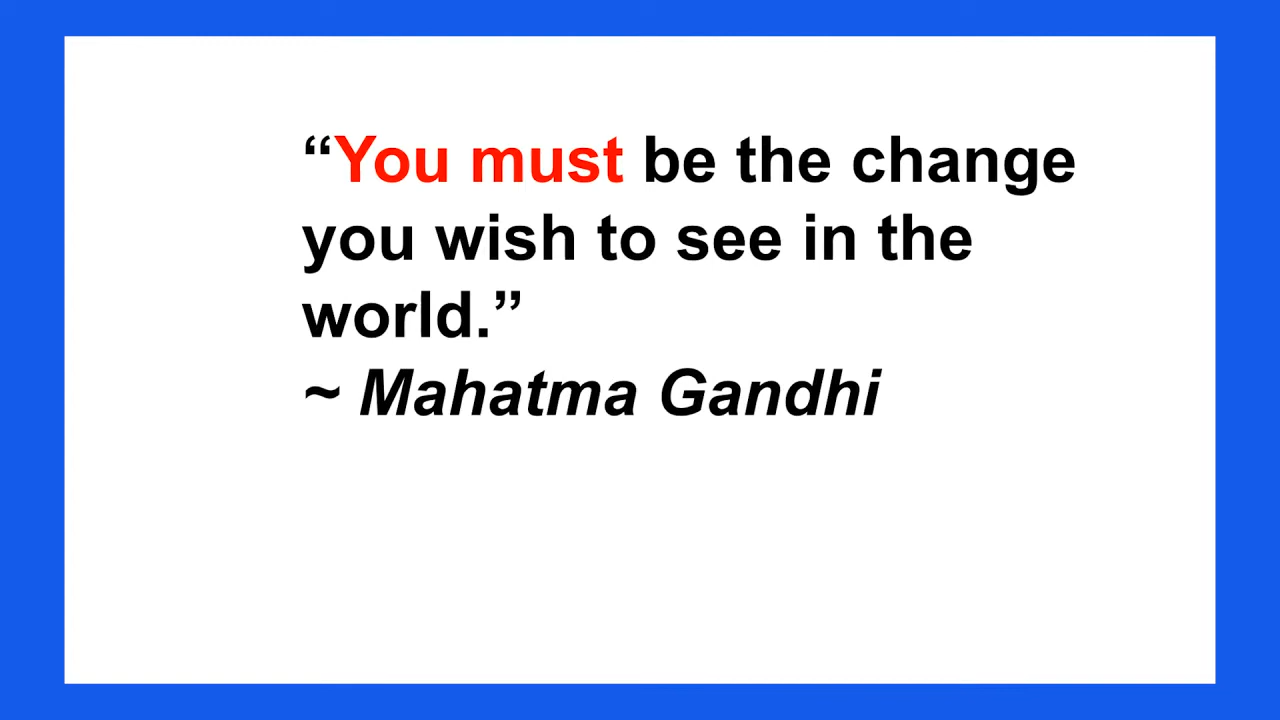 “You must be the change
you wish to see in the
world.”
~ Mahatma Gandhi